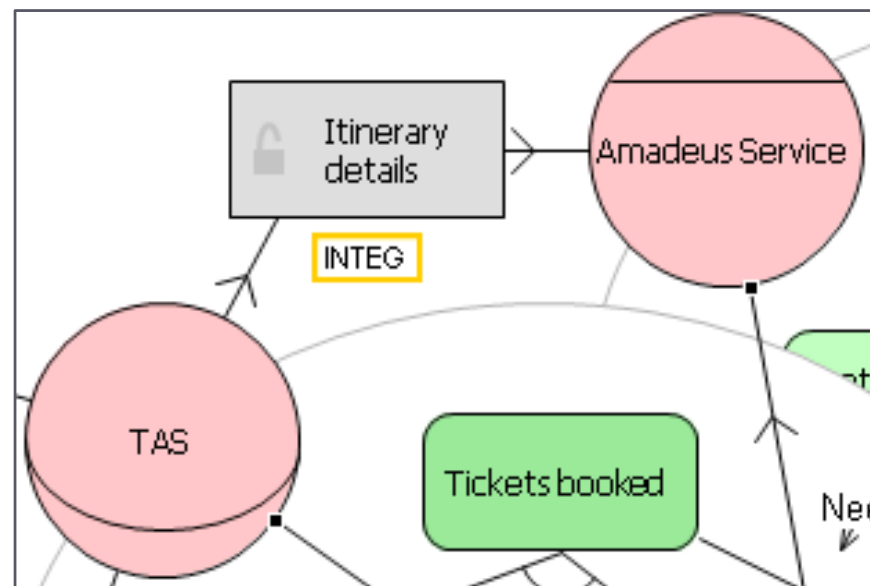 Itinerary
details
Amadeus Service
INTEG
TAS
Tickets booked